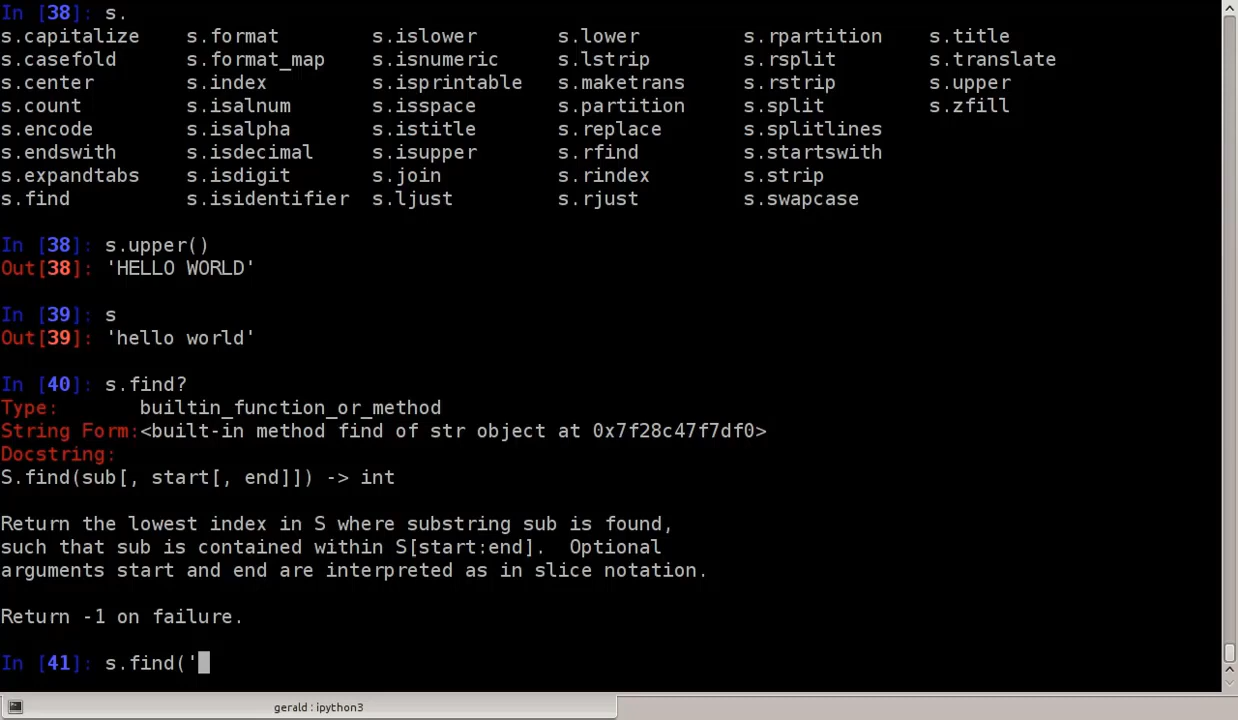 In [38]: s.
s.capitalize s.format s.islower s.lower s.rpartition s.title
s.casefold s.format_map s.isnumeric s.lstrip s.rsplit s.translate
s.center s.index s.isprintable s.maketrans s.rstrip s.upper
s.count s.isalnum s.isspace s.partition s.split s.zfill
s.encode s.isalpha s.istitle s.replace s.splitlines
s.endswith s.isdecimal s.isupper s.rfind s.startswith
s.expandtabs s.isdigit s.join s.rindex s.strip
s.find s.isidentifier s.ljust s.rjust s.swapcase
In [38]: s.upper()
Out[38]: 'HELLO WORLD'
In [39]: s
Out[39]: 'hello world'
In [40]: s.find?
Type: builtin_function_or_method
String Form:<built-in method find of str object at 0x7f28c47f7df0>
Docstring:
S.find(sub[, start[, end]]) -> int
Return the lowest index in S where substring sub is found,
such that sub is contained within S[start:end]. Optional
arguments start and end are interpreted as in slice notation.
Return -1 on failure.
In [41]: s.find('
gerald : ipython3